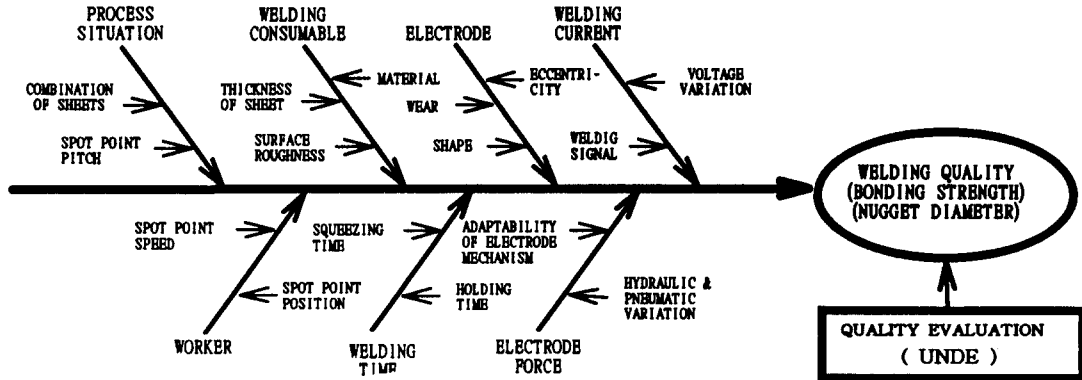 PROCESS
SITUATION
WELDING
CONSUMABLE
ELECTRODE
WELDING
CURRENT
COMBINATION
OF SHEETS
SPOT POINT
PITCH
THICKNESS
OF SHEET
MATERIAL
SURFACE
ROUGHNESS
ECCENTRI-
CITY
WEAR
SHAPE
VOLTAGE
VARIATION
WELDIG
SIGNAL
WELDING QUALITY
(BONDING STRENGTH)
(NUGGET DIAMETER)
SPOT POINT
SPEED
SPOT POINT
POSITION
WORKER
SQUEEZING
TIME
HOLDING
TIME
WELDING
TIME
ADAPTABILITY
OF ELECTRODE
MECHANISM
HYDRAULIC &
PNEUMATIC
VARIATION
ELECTRODE
FORCE
QUALITY EVALUATION
( UNDE )